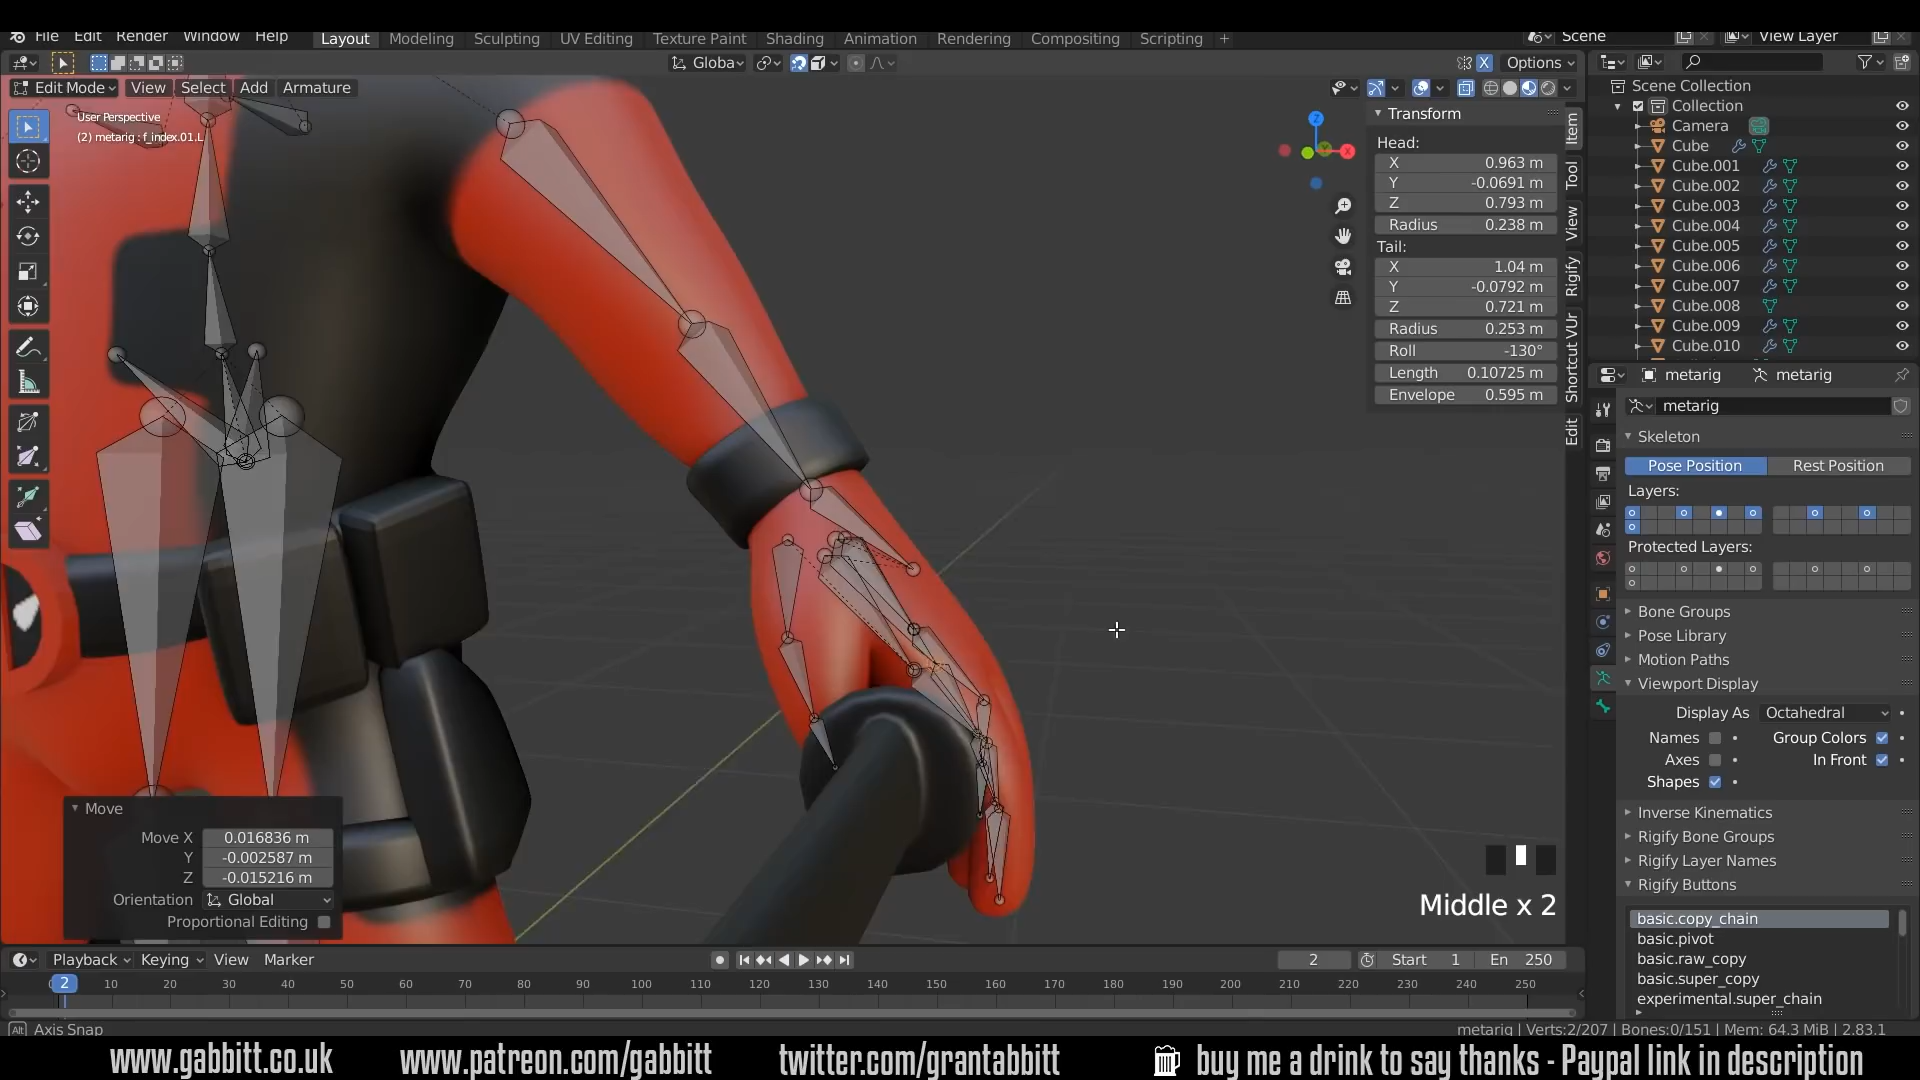 File Edit Render Window Help Layout Modeling Sculpting UV Editing Texture Paint Shading Animation Rendering Compositing Scripting + Scene View Layer
Globa Options
X
Edit Mode View Select Add Armature
User Perspective
(2) metarig : f_index.01.L
Transform
Head:
X 0.963 m
Y -0.0691 m
Z 0.793 m
Radius 0.238 m
Tail:
X 1.04 m
Y -0.0792 m
Z 0.721 m
Radius 0.253 m
Roll -130°
Length 0.10725 m
Envelope 0.595 m
Item
Tool
View
Rigify
Shortcut VUr
Edit
Z
X
Scene Collection
Collection
Camera
Cube
Cube.001
Cube.002
Cube.003
Cube.004
Cube.005
Cube.006
Cube.007
Cube.008
Cube.009
Cube.010
metarig metarig
metarig
Skeleton
Pose Position Rest Position
Layers:
Protected Layers:
Bone Groups
Pose Library
Motion Paths
Viewport Display
Display As Octahedral
Names Group Colors
Axes In Front
Shapes
Inverse Kinematics
Rigify Bone Groups
Rigify Layer Names
Rigify Buttons
basic.copy_chain
basic.pivot
basic.raw_copy
basic.super_copy
experimental.super_chain
Move
Move X 0.016836 m
Y -0.002587 m
Z -0.015216 m
Orientation Global
Proportional Editing
Middle x 2
Playback Keying View Marker 2 Start 1 En 250
2 10 20 30 40 50 60 70 80 90 100 110 120 130 140 150 160 170 180 190 200 210 220 230 240 250
Alt Axis Snap
metarig | Verts:2/207 | Bones:0/151 | Mem: 64.3 MiB | 2.83.1
www.gabbitt.co.uk www.patreon.com/gabbitt twitter.com/grantabbitt buy me a drink to say thanks - Paypal link in description